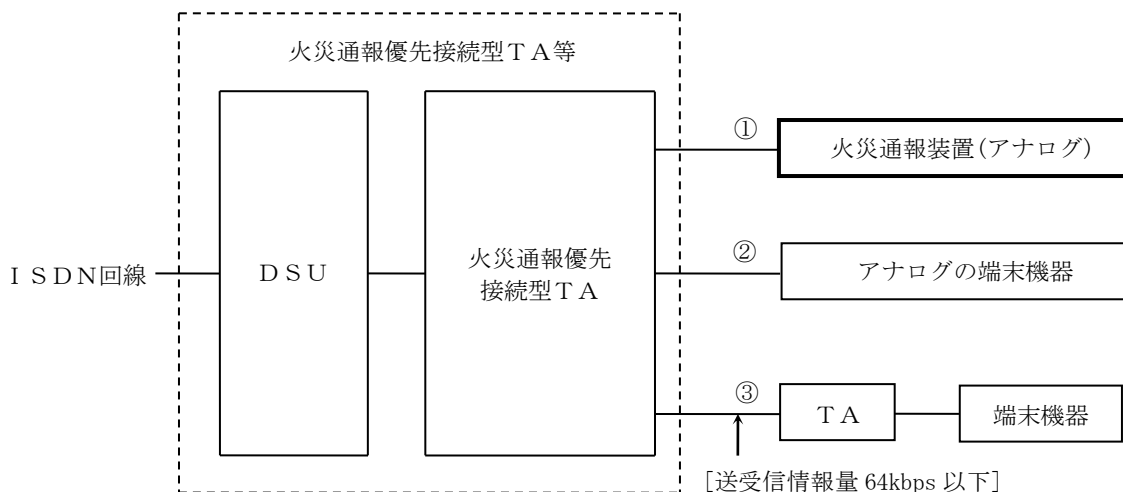 火災通報優先接続型ＴＡ等
①
火災通報装置(アナログ)
ＩＳＤＮ回線
ＤＳＵ
火災通報優先
接続型ＴＡ
②
アナログの端末機器
③
ＴＡ
端末機器
[送受信情報量 64kbps 以下]